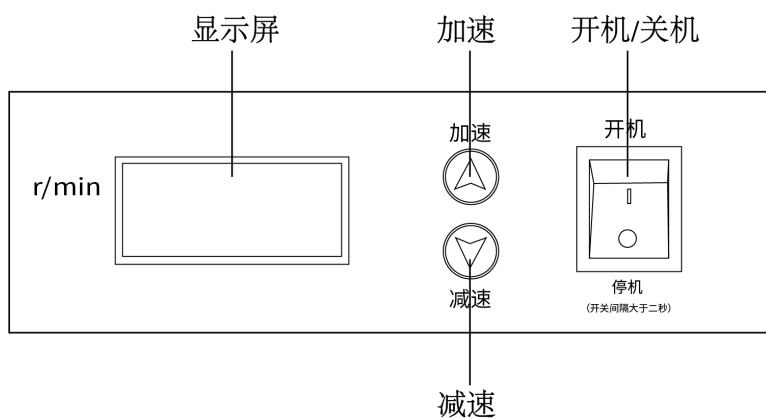 显示屏
加速
开机/关机
加速
开机
r/min
减速
停机
(开关间隔大于二秒)
减速